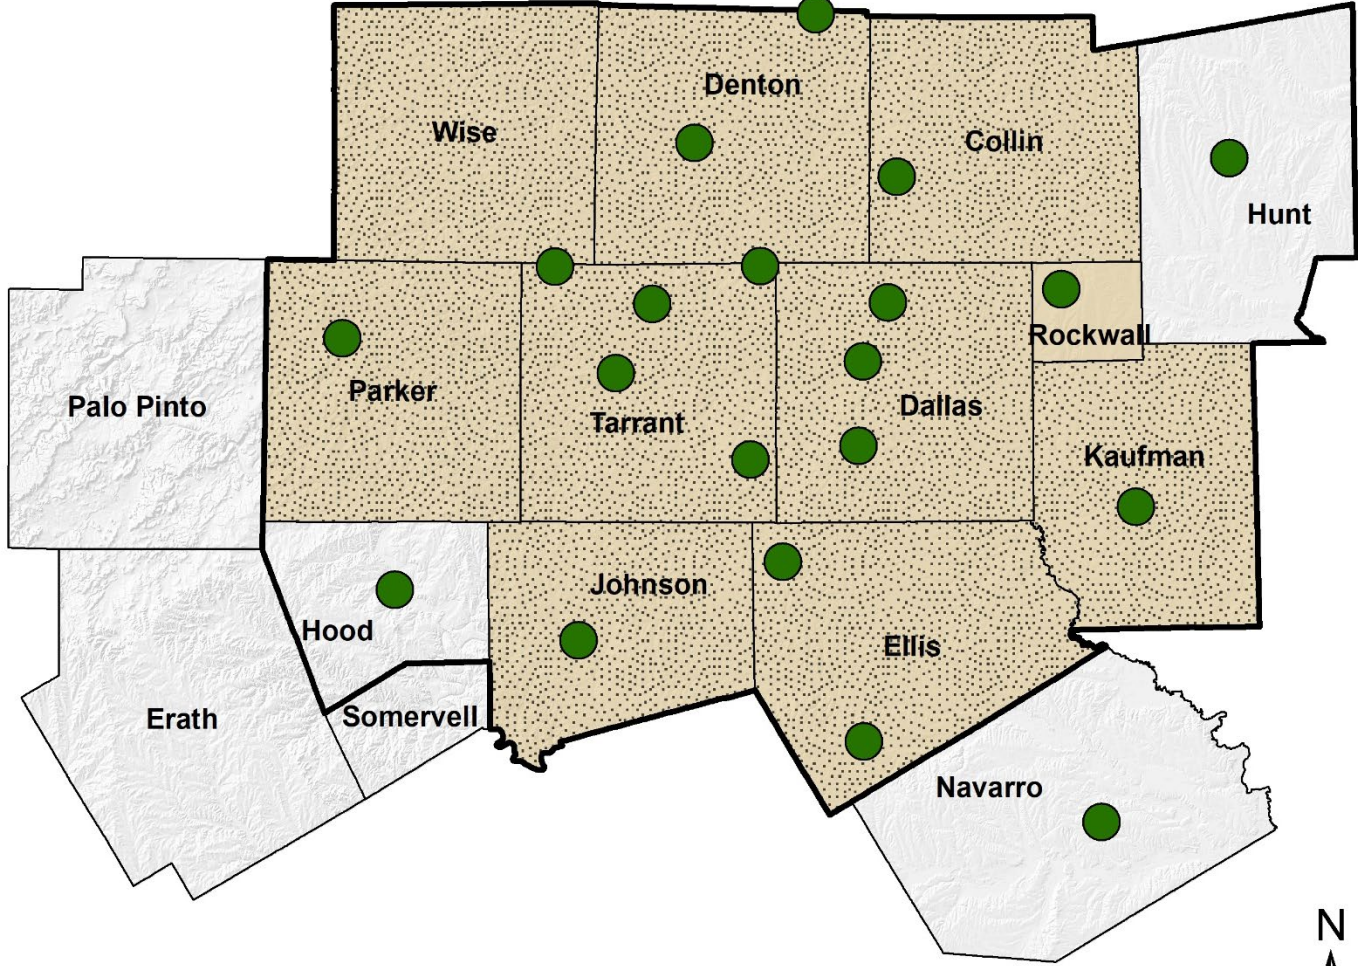 Denton
Wise
Collin
Hunt
Rockwall
Parker
Palo Pinto
Tarrant
Dallas
Kaufman
Johnson
Hood
Ellis
Erath
Somervell
Navarro
N